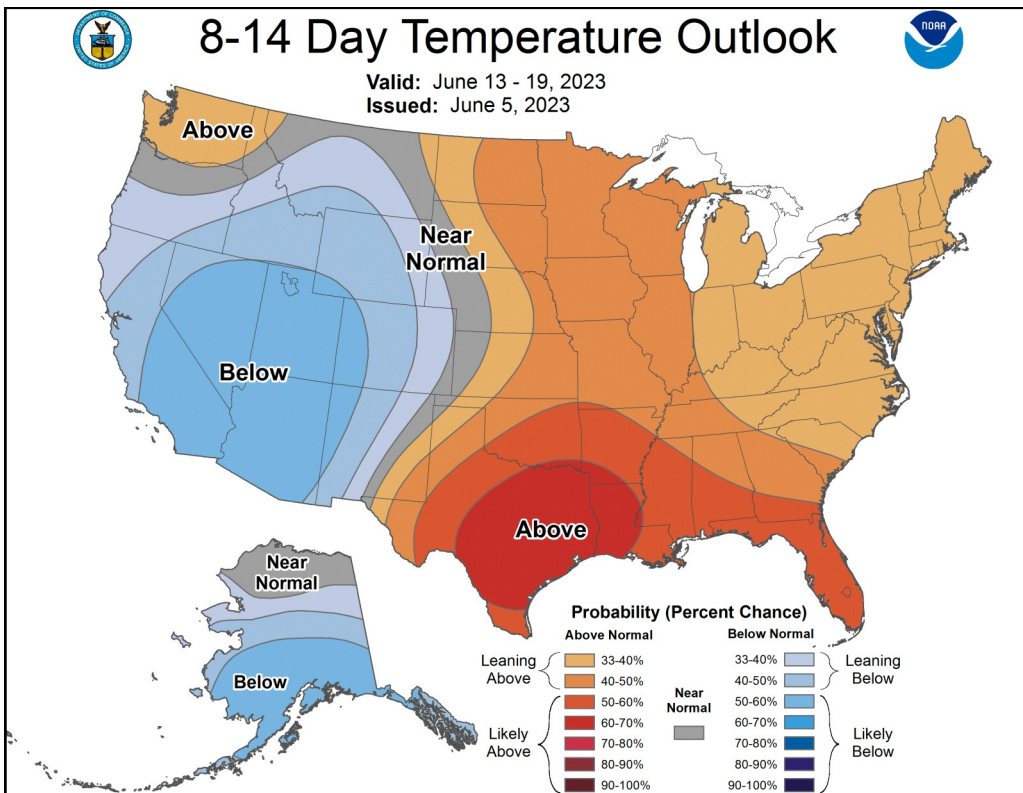 8-14 Day Temperature Outlook
NOAA
Valid: June 13 - 19, 2023
Issued: June 5, 2023
Above
Near
Normal
Below
Above
Near
Normal
Below
Probability (Percent Chance)
Above Normal
Below Normal
Leaning
Above
33-40%
40-50%
Likely
Above
50-60%
60-70%
70-80%
80-90%
90-100%
Near
Normal
33-40%
40-50%
Leaning
Below
50-60%
60-70%
70-80%
80-90%
90-100%
Likely
Below